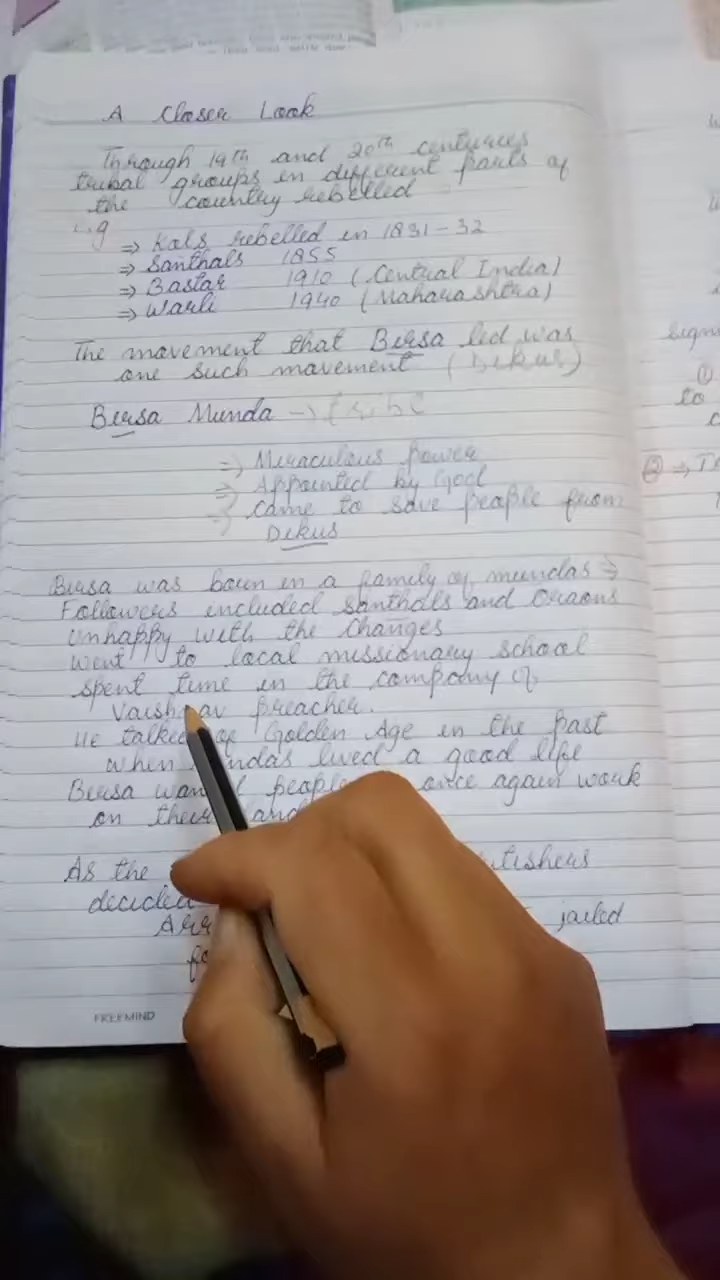 A Closer Look
Through 19th and 20th centuries
tribal groups in different parts of
the country rebelled
e.g
⇒ Kols rebelled in 1831-32
⇒ Santhals 1855
⇒ Bastar 1910 (Central India)
⇒ Warli 1940 (Maharashtra)
The movement that Birsa led was
one such movement (Dikus)
Birsa Munda →
⇒ Miraculous power
⇒ Appointed by God
⇒ Came to save people from
Dikus
Birsa was born in a family of mundas ⇒
Followers included Santhals and Oraons
Unhappy with the changes
went to local missionary school
spent time in the company of
Vaishnav preacher.
He talked of Golden Age in the past
when lived a good life
Birsa people once again work
on their
As the
decided
jailed
FREEMIND